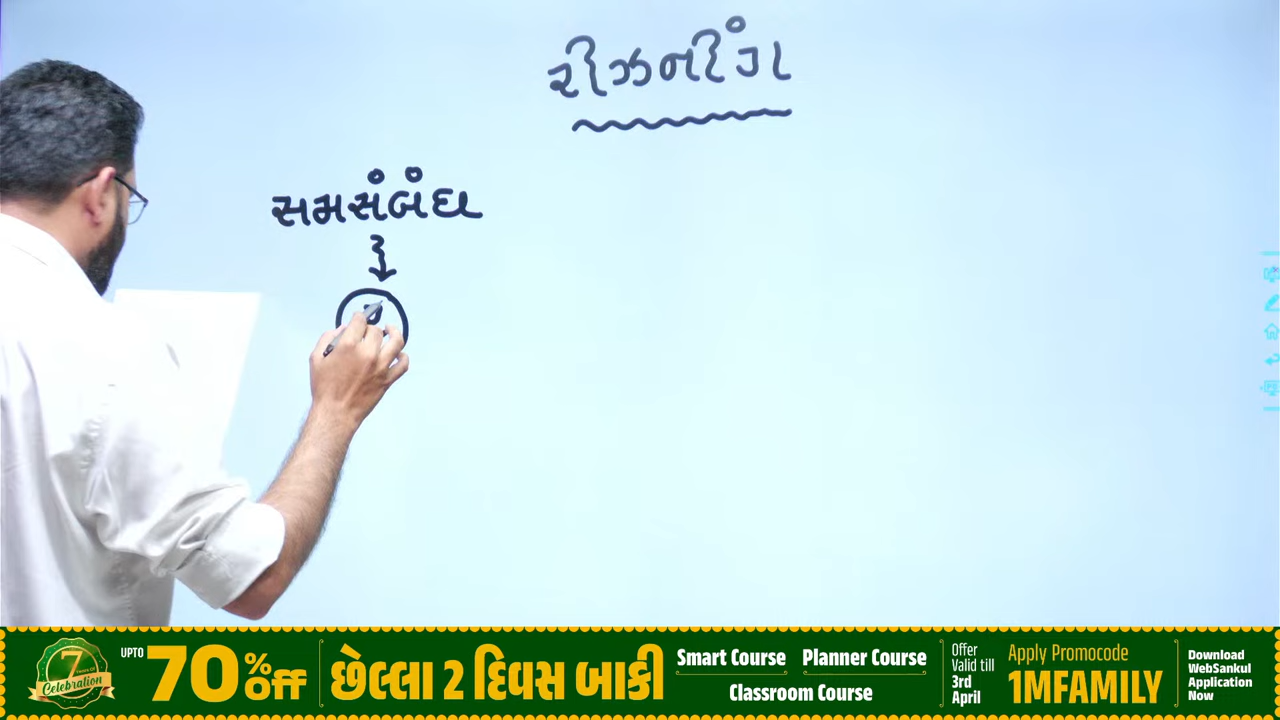 રીઝનીંગ
સમસંબંધ
7
Celebration
UPTO 70% off
છેલ્લા 2 દિવસ બાકી
Smart Course Planner Course
Classroom Course
Offer
Valid till
3rd
April
Apply Promocode
1MFAMILY
Download
WebSankul
Application
Now